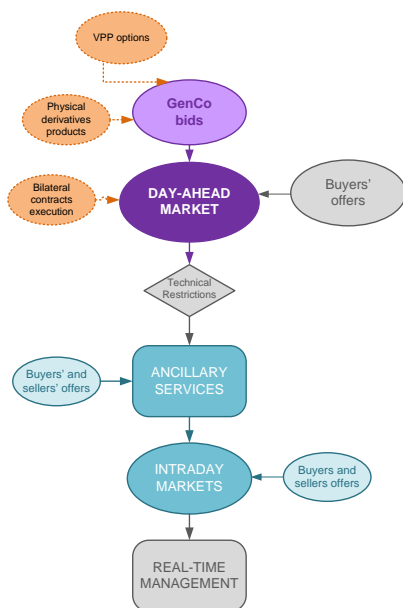 VPP options
GenCo
bids
Physical
derivatives
products
DAY-AHEAD
MARKET
Buyers'
offers
Bilateral
contracts
execution
Technical
Restrictions
ANCILLARY
SERVICES
Buyers' and
sellers' offers
INTRADAY
MARKETS
Buyers and
sellers offers
REAL-TIME
MANAGEMENT